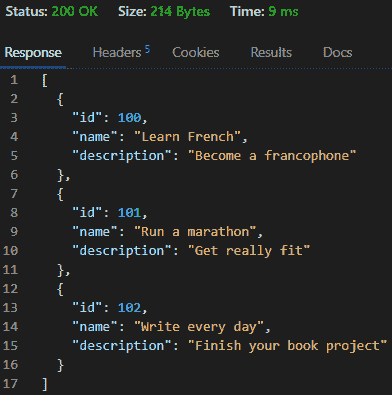 Status: 200 OK Size: 214 Bytes Time: 9 ms
Response Headers 5 Cookies Results Docs
1 [
2 {
3 "id": 100,
4 "name": "Learn French",
5 "description": "Become a francophone"
6 },
7 {
8 "id": 101,
9 "name": "Run a marathon",
10 "description": "Get really fit"
11 },
12 {
13 "id": 102,
14 "name": "Write every day",
15 "description": "Finish your book project"
16 }
17 ]